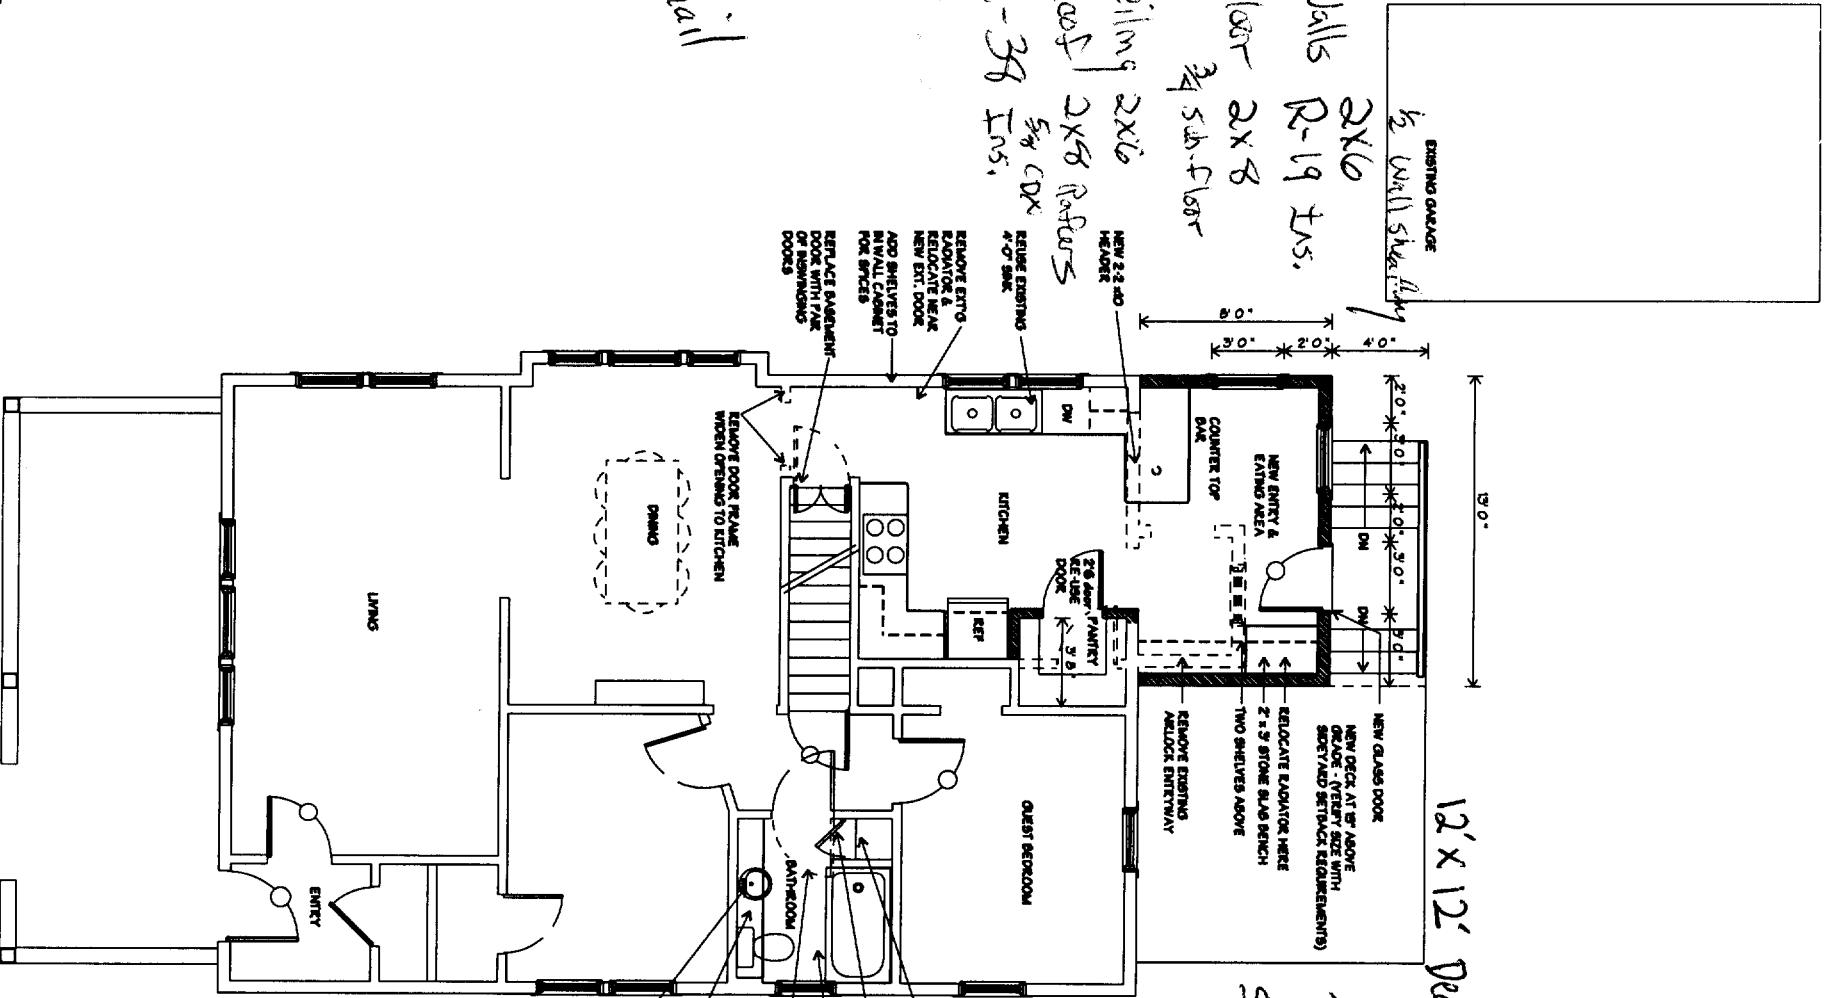 EXISTING GARAGE
1/2 Wall sheathing
2X6
R-19 Ins.
2x8
3/4 Sub-floor
2X6
2x8 Rafters
5/8 CDX
-38 Ins.
13'0"
4'0"
2'0"
3'0"
8'0"
2'0"
3'0"
2'0"
3'0"
3'0"
DN
DN
NEW 2-2 x10
HEADER
REUSE EXISTING
4'-0" SINK
REMOVE EXT'G
RADIATOR &
RELOCATE NEAR
NEW EXT. DOOR
ADD SHELVES TO
IN WALL CABINET
FOR SPICES
REPLACE BASEMENT
DOOR WITH PAIR
OF INSWINGING
DOORS
NEW ENTRY &
EATING AREA
COUNTER TOP
BAR
DW
KITCHEN
2'6 door
RE-USE
DOOR
PANTRY
3'8"
REF
REMOVE DOOR FRAME
WIDEN OPENING TO KITCHEN
DINING
LIVING
NEW GLASS DOOR
NEW DECK AT 18" ABOVE
GRADE - (VERIFY SIZE WITH
SIDEYARD SETBACK REQUIREMENTS)
RELOCATE RADIATOR HERE
2' x 3' STONE SLAB BENCH
TWO SHELVES ABOVE
REMOVE EXISTING
AIRLOCK ENTRYWAY
12' x 12'
GUEST BEDROOM
BATHROOM
ENTRY